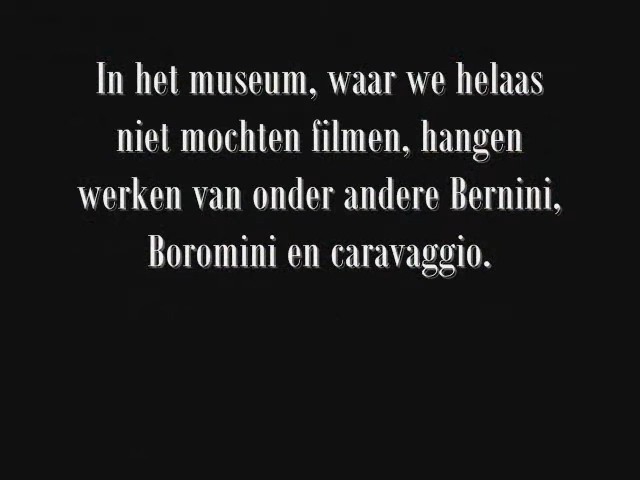 In het museum, waar we helaas
niet mochten filmen, hangen
werken van onder andere Bernini,
Boromini en caravaggio.